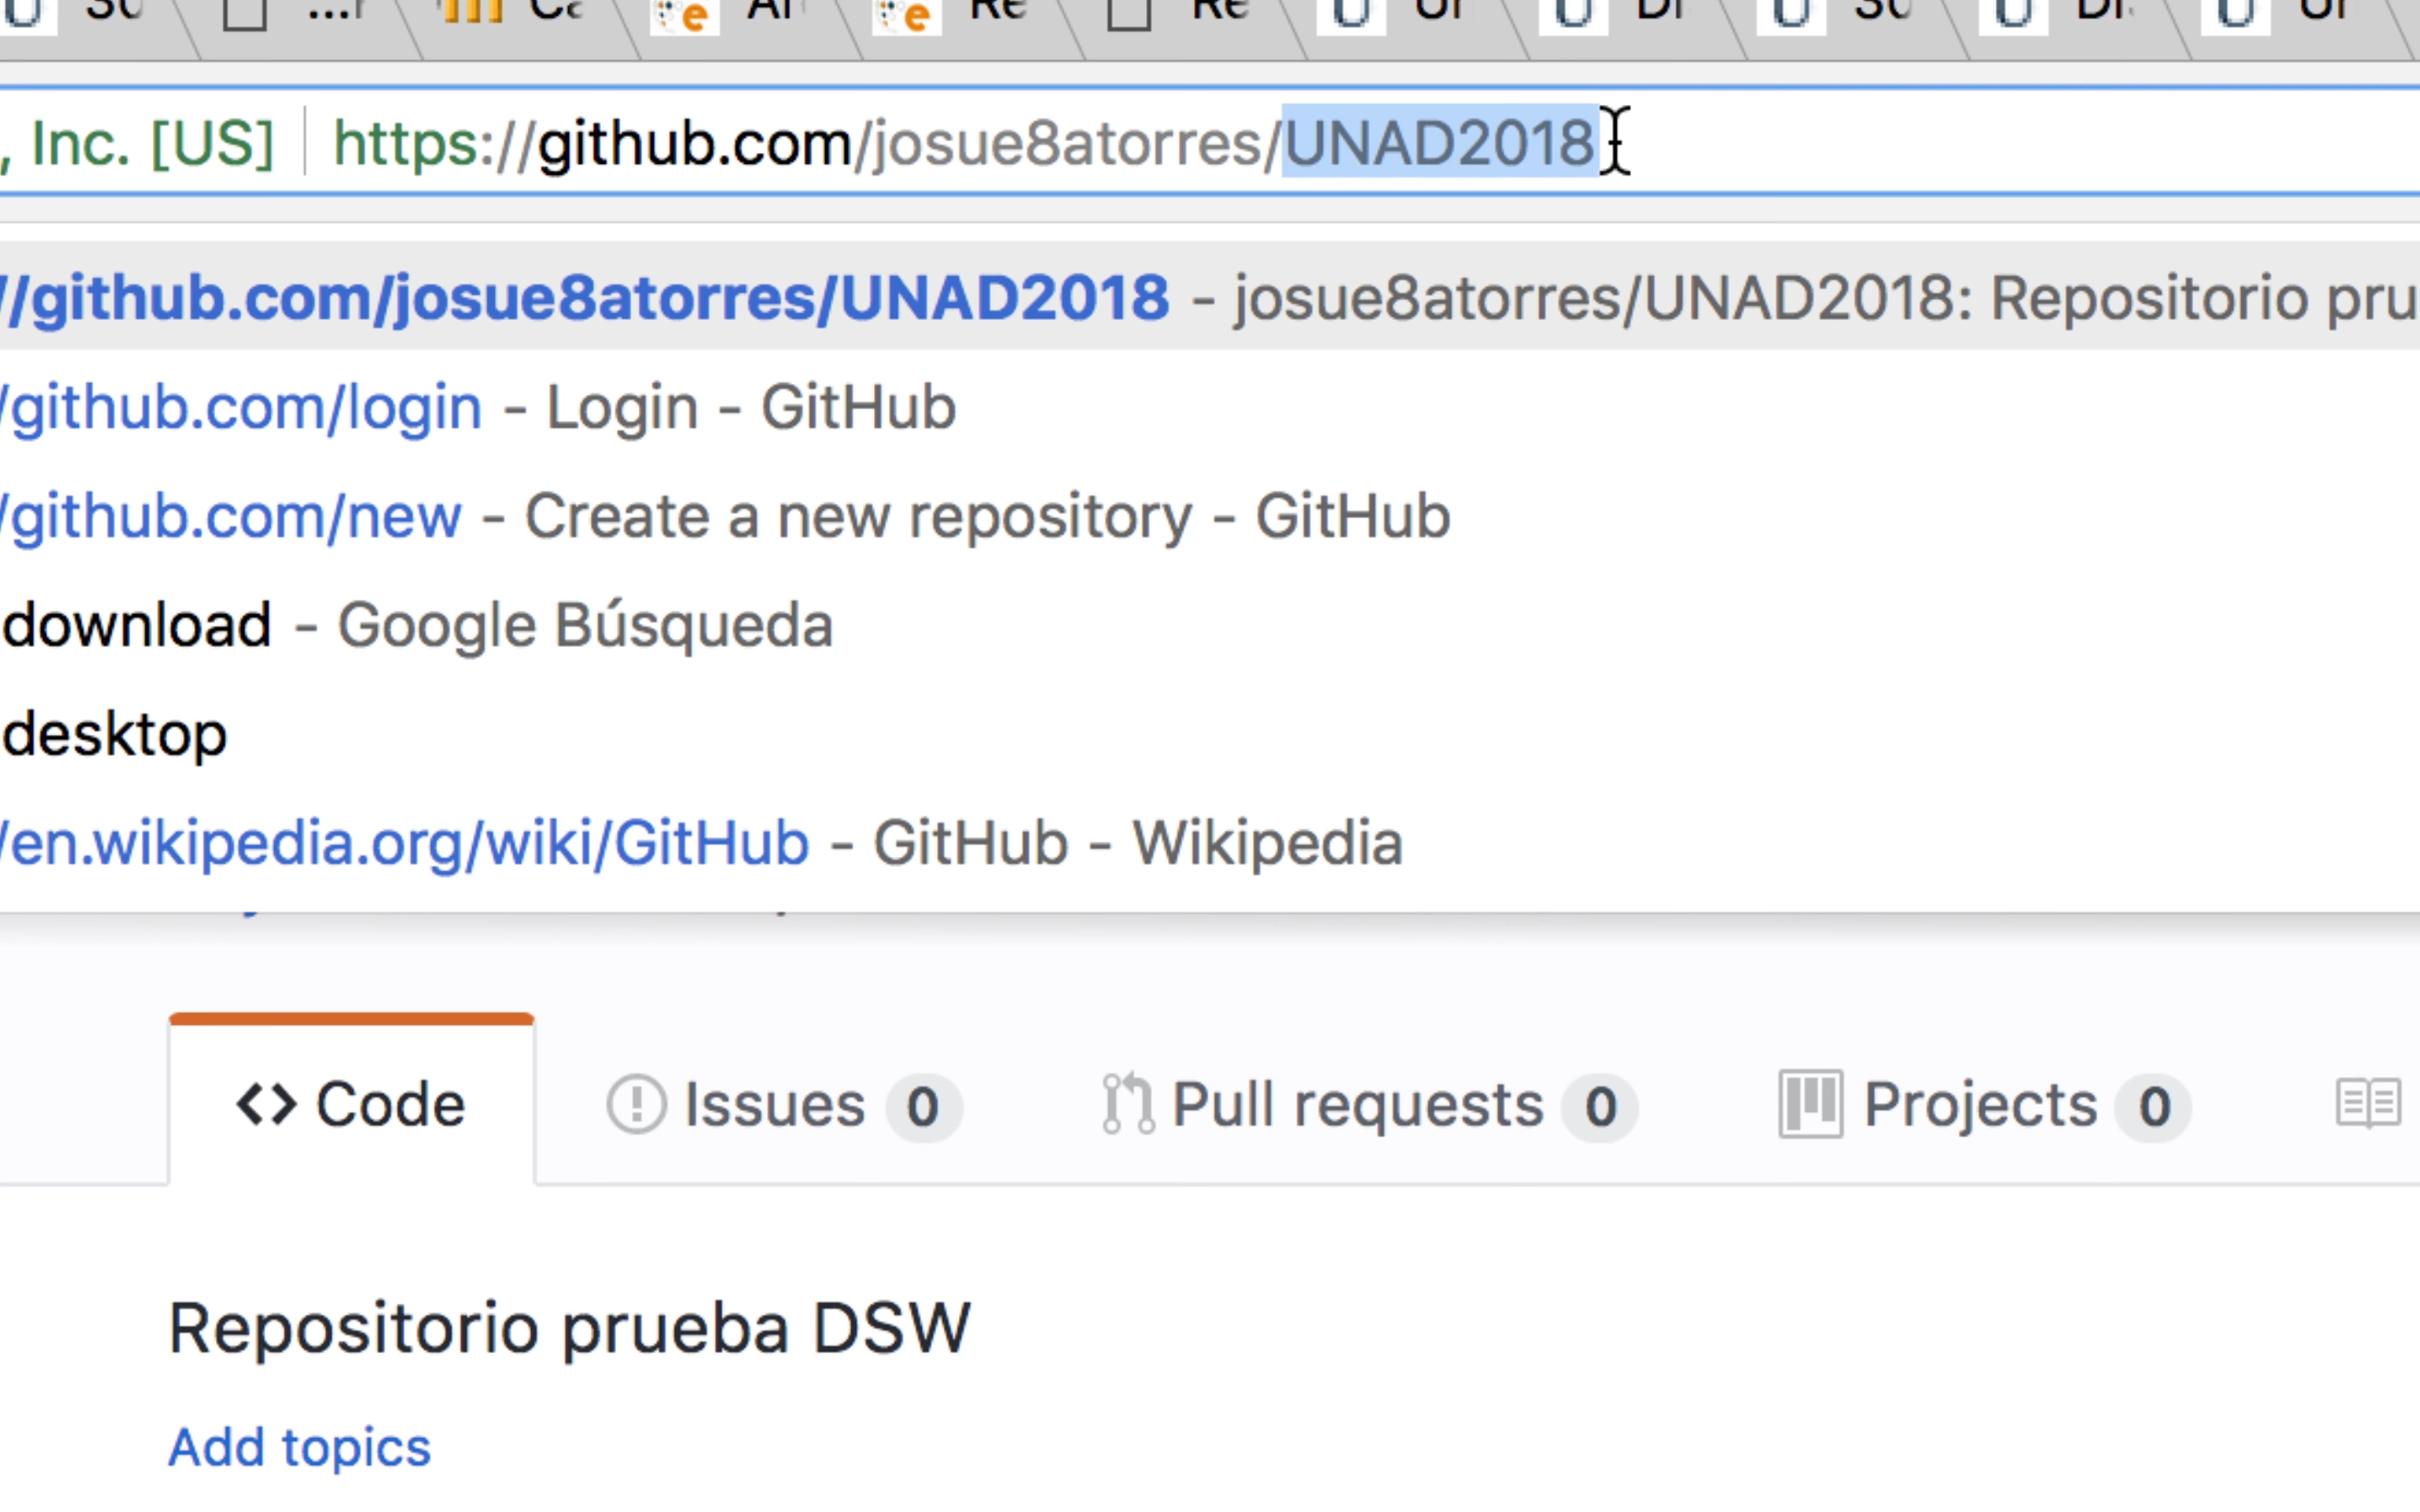 , Inc. [US] https://github.com/josue8atorres/UNAD2018
//github.com/josue8atorres/UNAD2018 - josue8atorres/UNAD2018: Repositorio pru
/github.com/login - Login - GitHub
/github.com/new - Create a new repository - GitHub
download - Google Búsqueda
desktop
/en.wikipedia.org/wiki/GitHub - GitHub - Wikipedia
Code Issues 0 Pull requests 0 Projects 0
Repositorio prueba DSW
Add topics